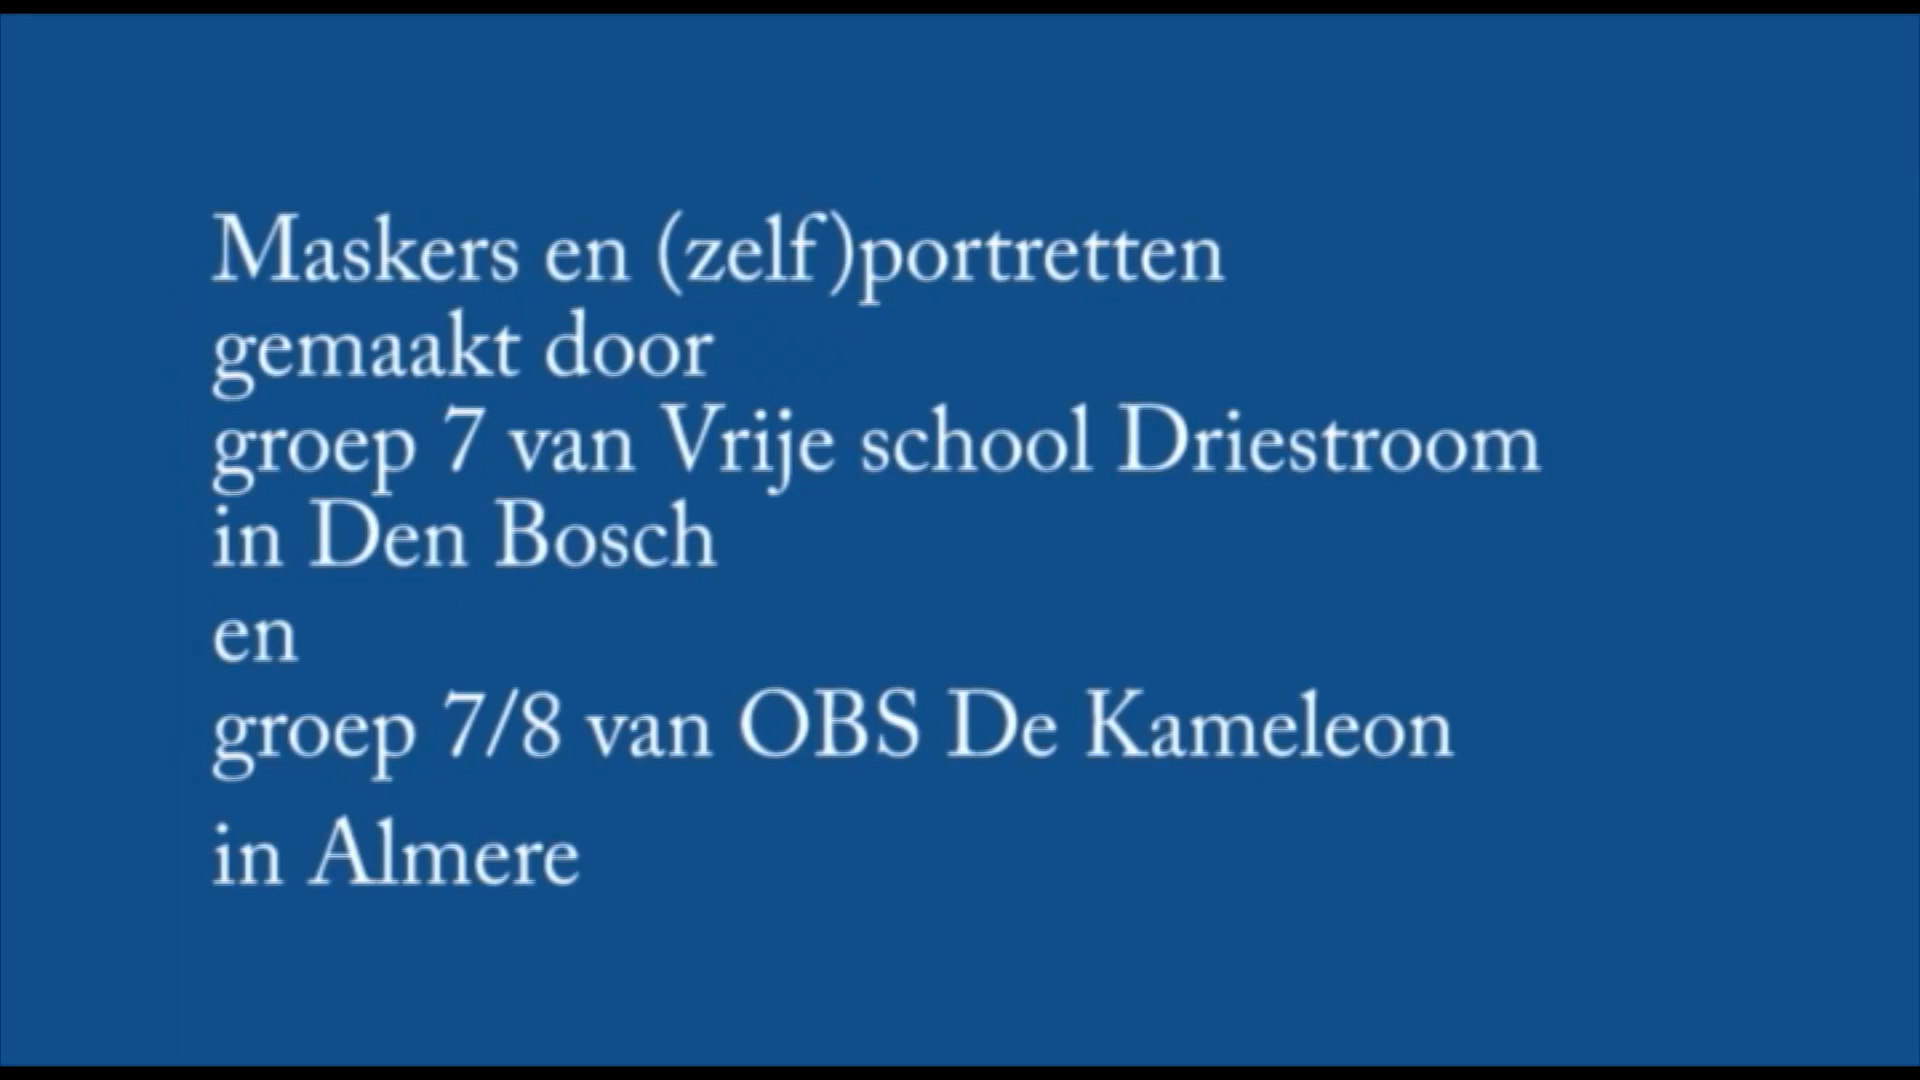 Maskers en (zelf)portretten
gemaakt door
groep 7 van Vrije school Driestroom
in Den Bosch
en
groep 7/8 van OBS De Kameleon
in Almere